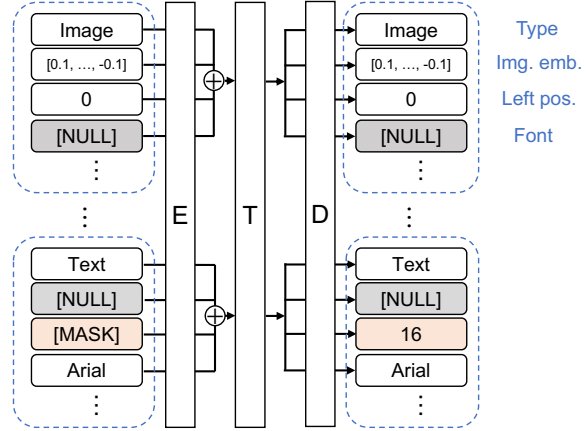 Image Image Type
[0.1, ..., -0.1] [0.1, ..., -0.1] Img. emb.
0 0 Left pos.
[NULL] [NULL] Font
⋮ ⋮
⋮ E T D ⋮
Text Text
[NULL] [NULL]
[MASK] 16
Arial Arial
⋮ ⋮